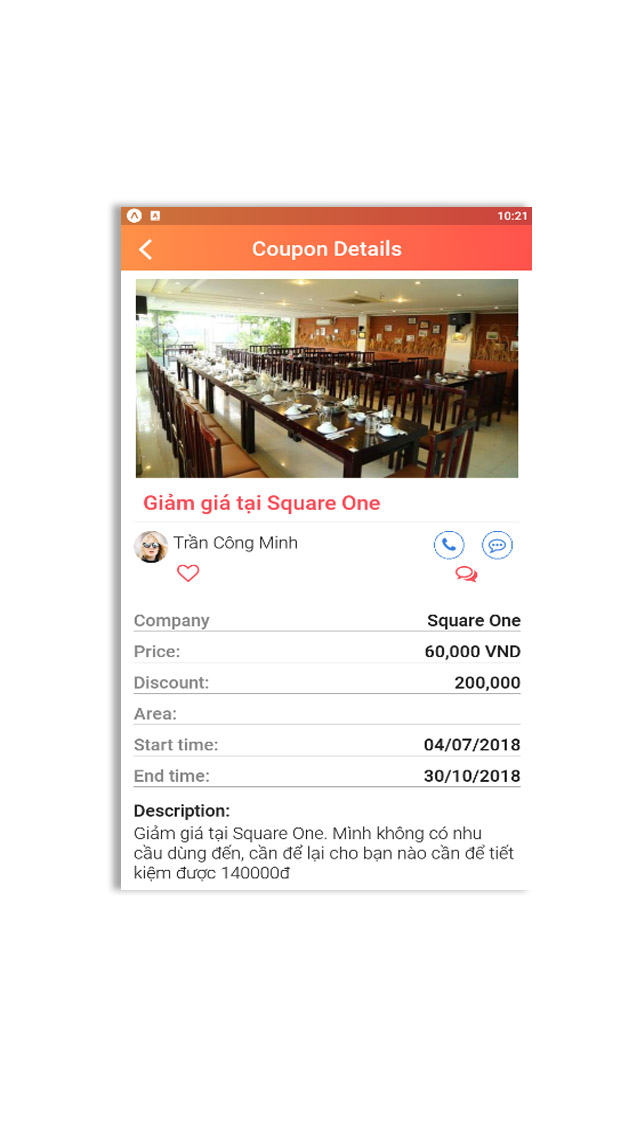 10:21
Coupon Details
Giảm giá tại Square One
Trần Công Minh
Company Square One
Price: 60,000 VND
Discount: 200,000
Area:
Start time: 04/07/2018
End time: 30/10/2018
Description:
Giảm giá tại Square One. Mình không có nhu
cầu dùng đến, cần để lại cho bạn nào cần để tiết
kiệm được 140000đ